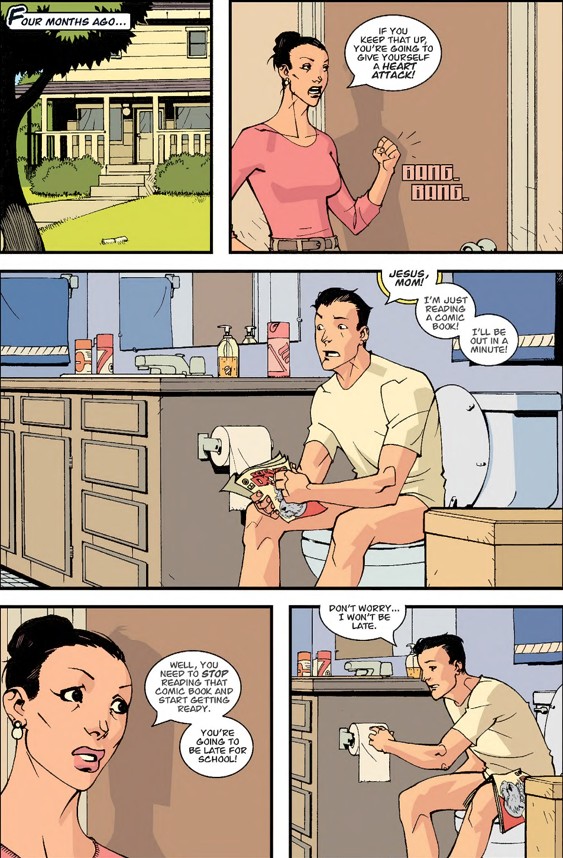 FOUR MONTHS AGO...
IF YOU
KEEP THAT UP,
YOU'RE GOING TO
GIVE YOURSELF
A HEART
ATTACK!
BANG.
BANG.
JESUS,
MOM!
I'M JUST
READING
A COMIC
BOOK!
I'LL BE
OUT IN A
MINUTE!
WELL, YOU
NEED TO STOP
READING THAT
COMIC BOOK AND
START GETTING
READY.
YOU'RE
GOING TO
BE LATE FOR
SCHOOL!
DON'T WORRY...
I WON'T BE
LATE.